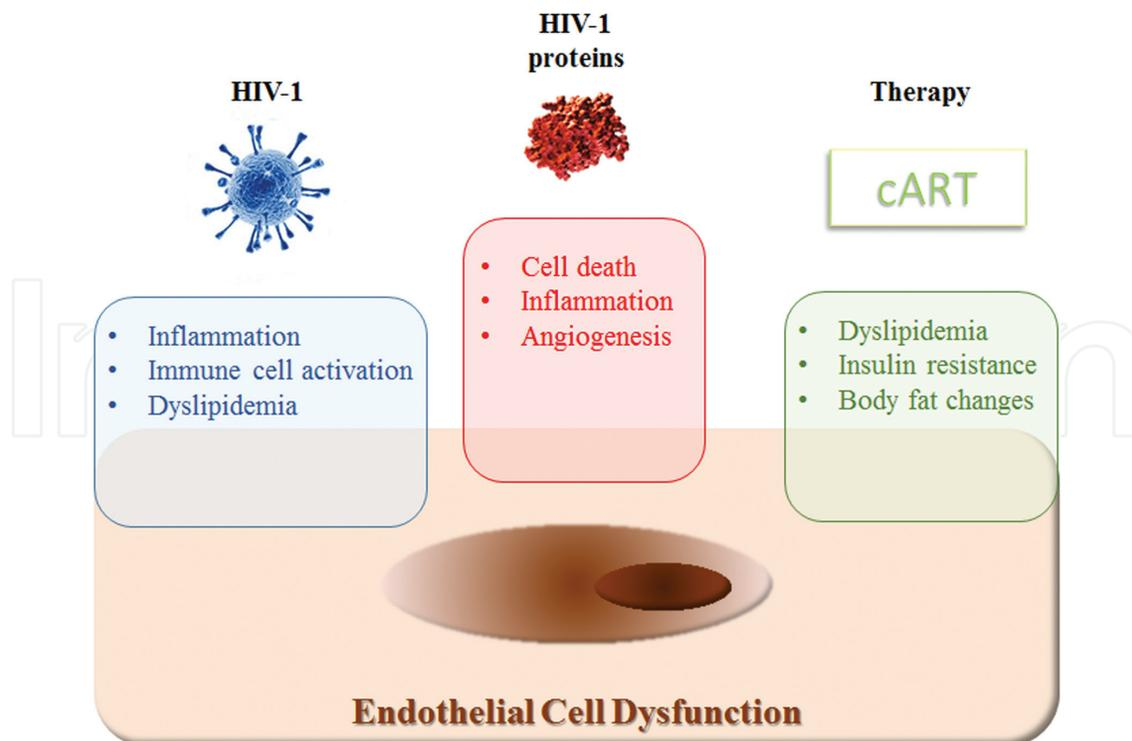 HIV-1
proteins
HIV-1
Therapy
cART
• Inflammation
• Immune cell activation
• Dyslipidemia
• Cell death
• Inflammation
• Angiogenesis
• Dyslipidemia
• Insulin resistance
• Body fat changes
Endothelial Cell Dysfunction